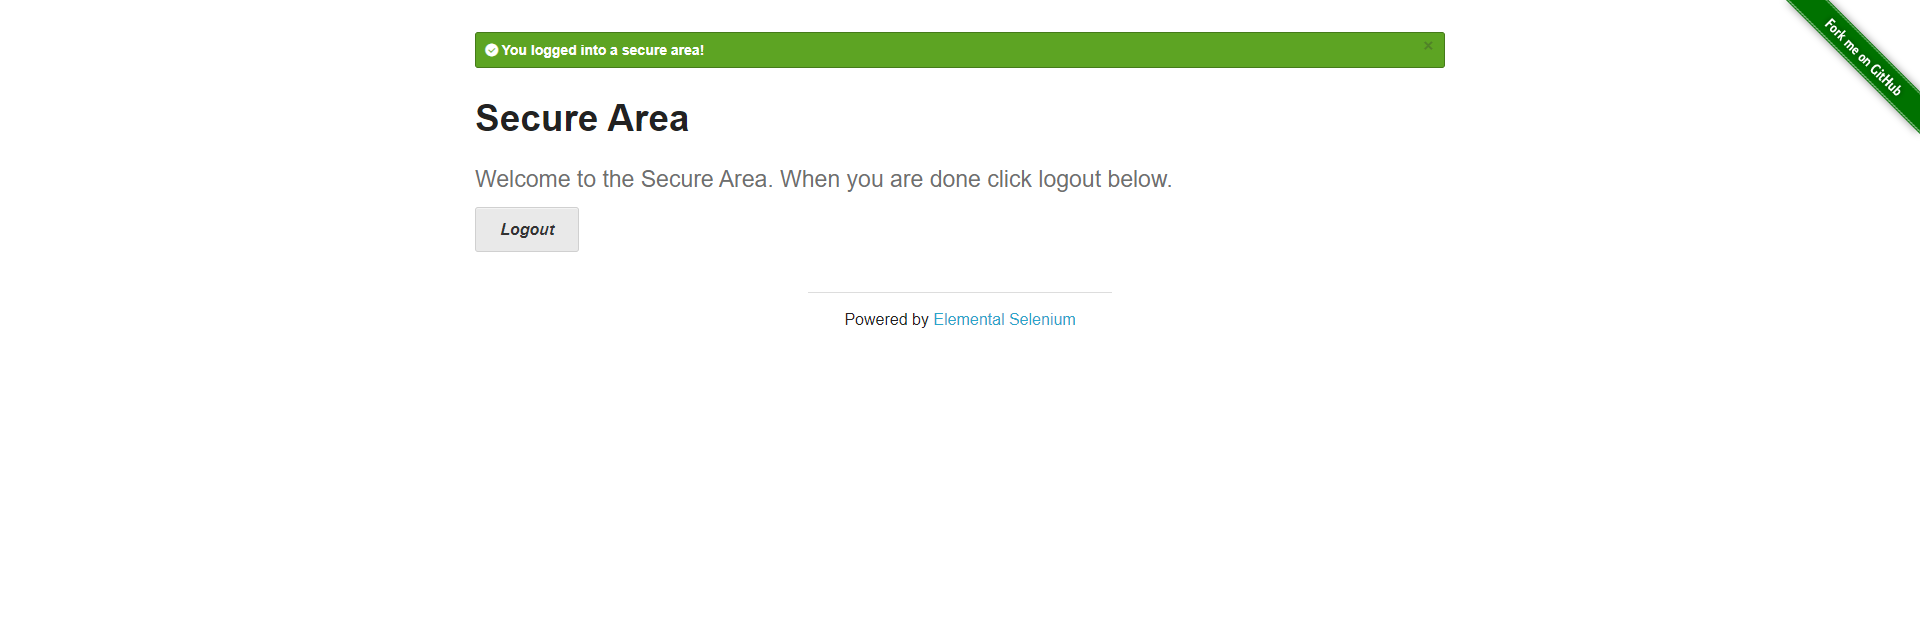 You logged into a secure area!
×
Fork me on GitHub
Secure Area
Welcome to the Secure Area. When you are done click logout below.
Logout
Powered by Elemental Selenium